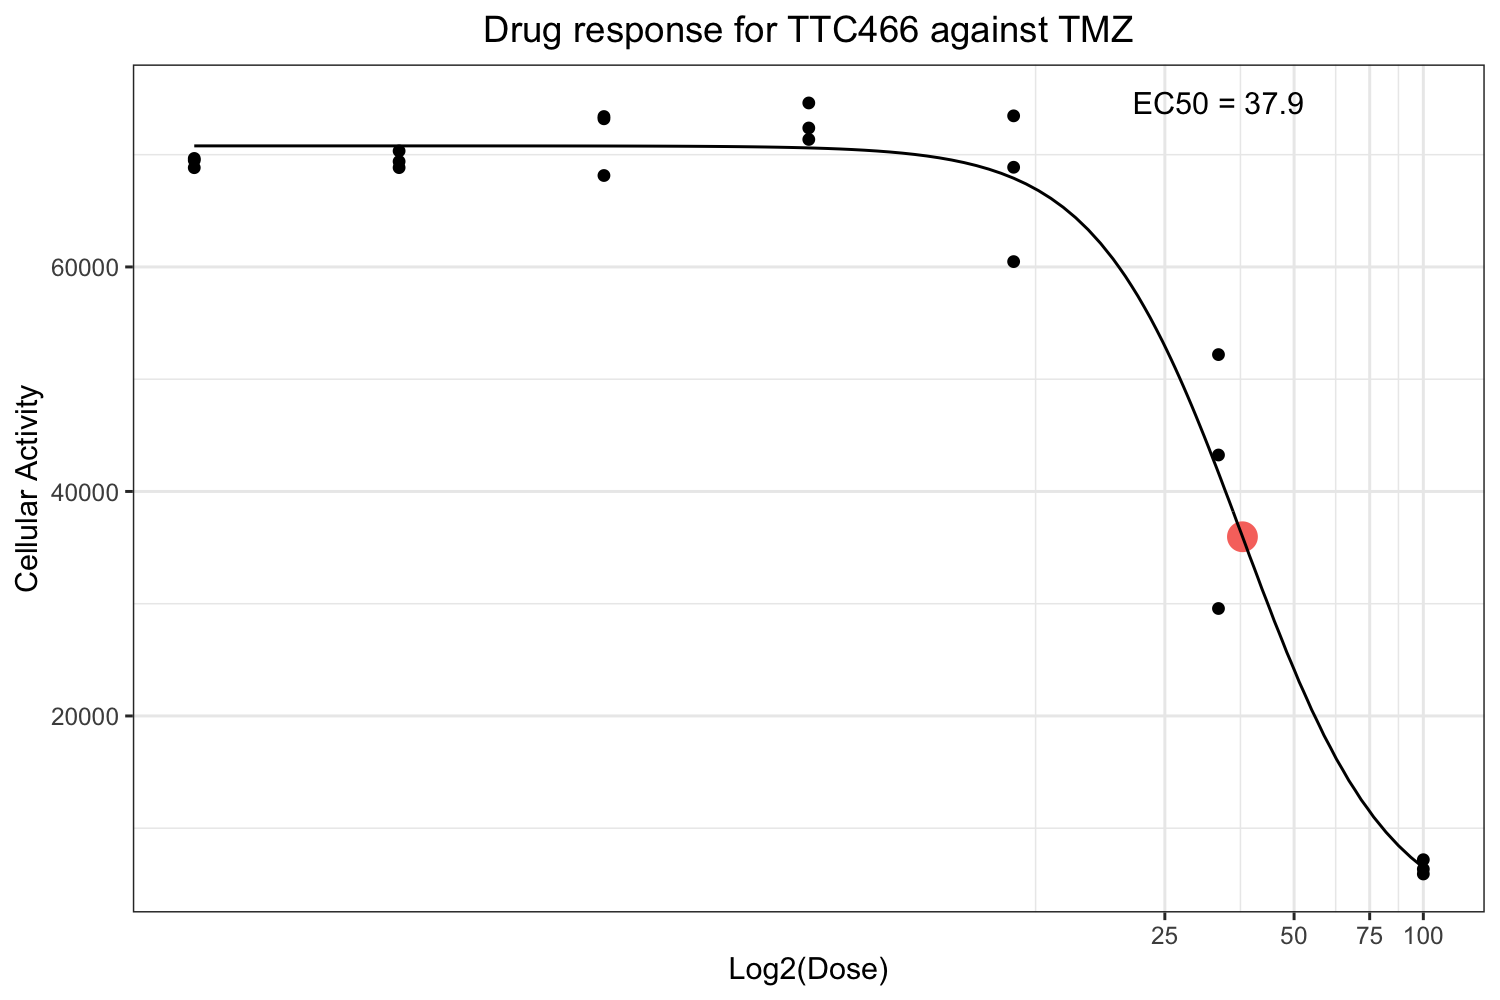 Drug response for TTC466 against TMZ
EC50 = 37.9
Cellular Activity
60000
40000
20000
25 50 75 100
Log2(Dose)